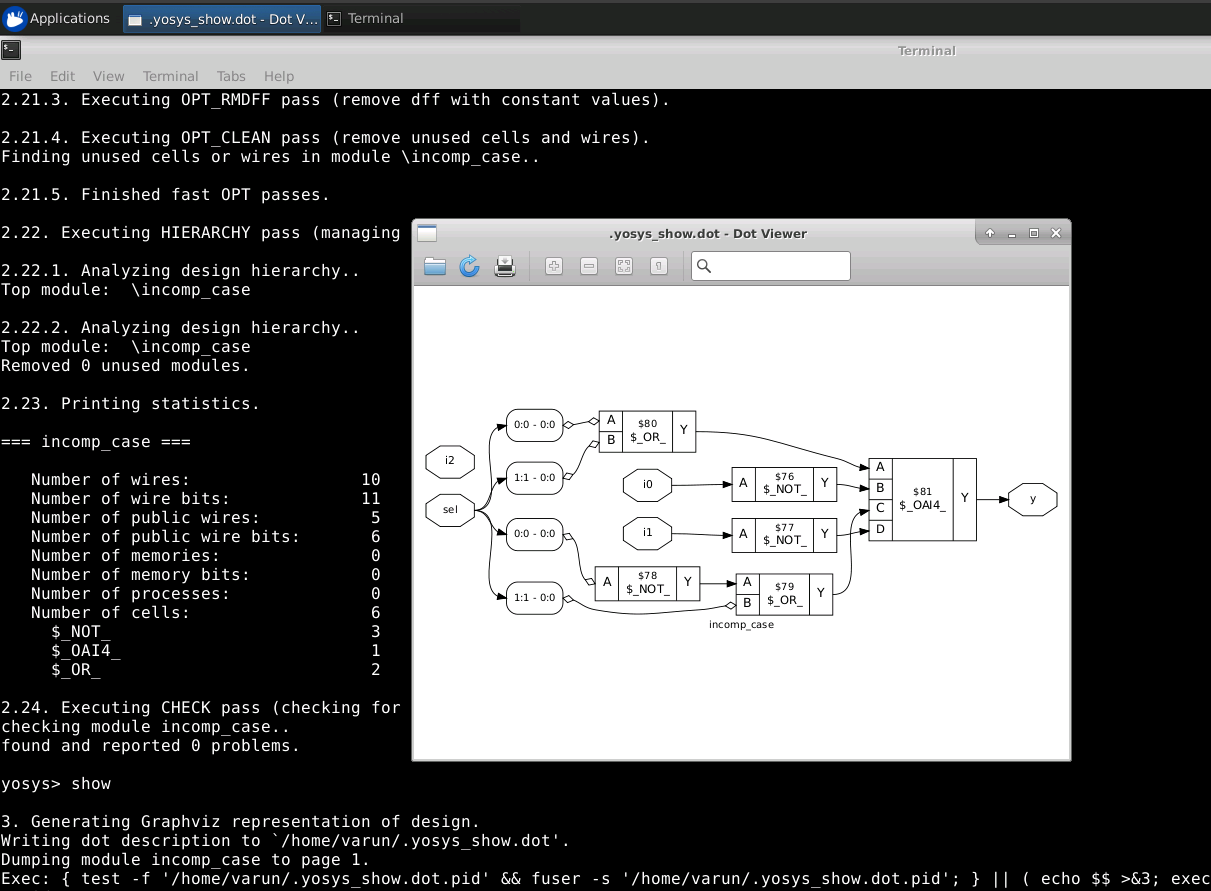 Applications
.yosys_show.dot - Dot V...
Terminal
Terminal
File Edit View Terminal Tabs Help
2.21.3. Executing OPT_RMDFF pass (remove dff with constant values).
2.21.4. Executing OPT_CLEAN pass (remove unused cells and wires).
Finding unused cells or wires in module \incomp_case..
2.21.5. Finished fast OPT passes.
2.22. Executing HIERARCHY pass (managing
2.22.1. Analyzing design hierarchy..
Top module:  \incomp_case
2.22.2. Analyzing design hierarchy..
Top module:  \incomp_case
Removed 0 unused modules.
2.23. Printing statistics.
=== incomp_case ===
Number of wires: 10
Number of wire bits: 11
Number of public wires: 5
Number of public wire bits: 6
Number of memories: 0
Number of memory bits: 0
Number of processes: 0
Number of cells: 6
$_NOT_ 3
$_OAI4_ 1
$_OR_ 2
2.24. Executing CHECK pass (checking for
checking module incomp_case..
found and reported 0 problems.
yosys> show
3. Generating Graphviz representation of design.
Writing dot description to `/home/varun/.yosys_show.dot'.
Dumping module incomp_case to page 1.
Exec: { test -f '/home/varun/.yosys_show.dot.pid' && fuser -s '/home/varun/.yosys_show.dot.pid'; } || ( echo $$ >&3; exec
.yosys_show.dot - Dot Viewer
i2
sel
0:0 - 0:0
1:1 - 0:0
0:0 - 0:0
1:1 - 0:0
A
B
$80
$_OR_
Y
i0
A
$76
$_NOT_
Y
i1
A
$77
$_NOT_
Y
A
$78
$_NOT_
Y
A
B
$79
$_OR_
Y
A
B
C
D
$81
$_OAI4_
Y
y
incomp_case